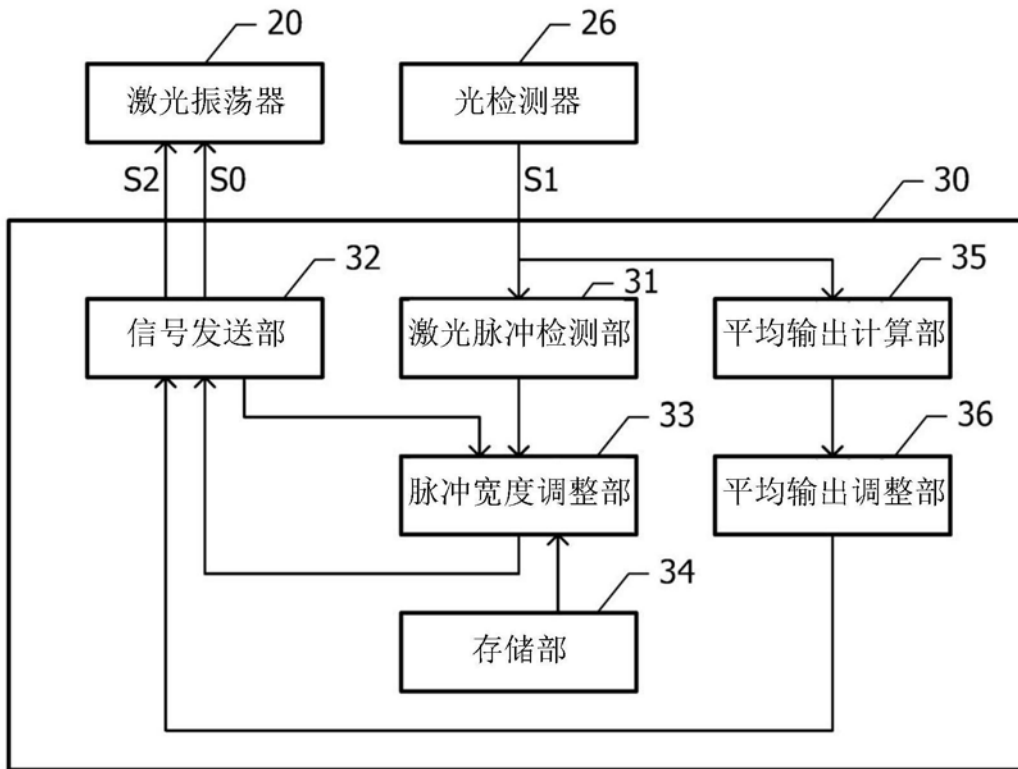 20
26
激光振荡器
光检测器
S2
S0
S1
30
32
31
35
信号发送部
激光脉冲检测部
平均输出计算部
33
36
脉冲宽度调整部
平均输出调整部
34
存储部